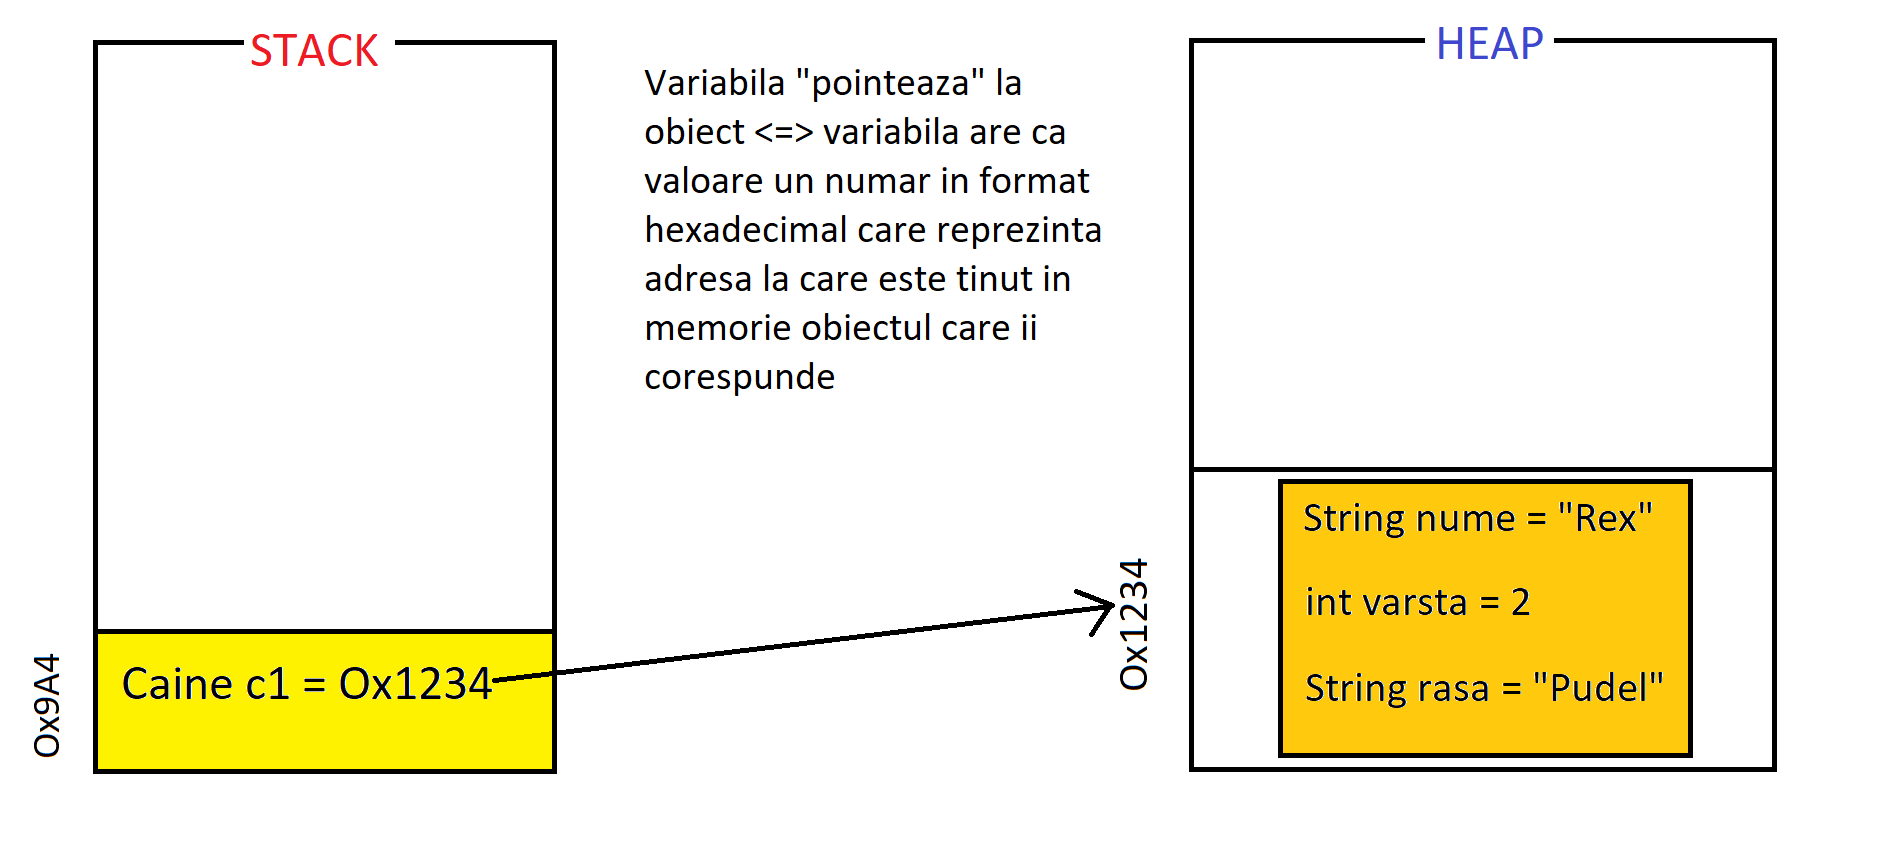 STACK
HEAP
Variabila "pointeaza" la
obiect <=> variabila are ca
valoare un numar in format
hexadecimal care reprezinta
adresa la care este tinut in
memorie obiectul care ii
corespunde
Ox9A4
Caine c1 = Ox1234
Ox1234
String nume = "Rex"
int varsta = 2
String rasa = "Pudel"